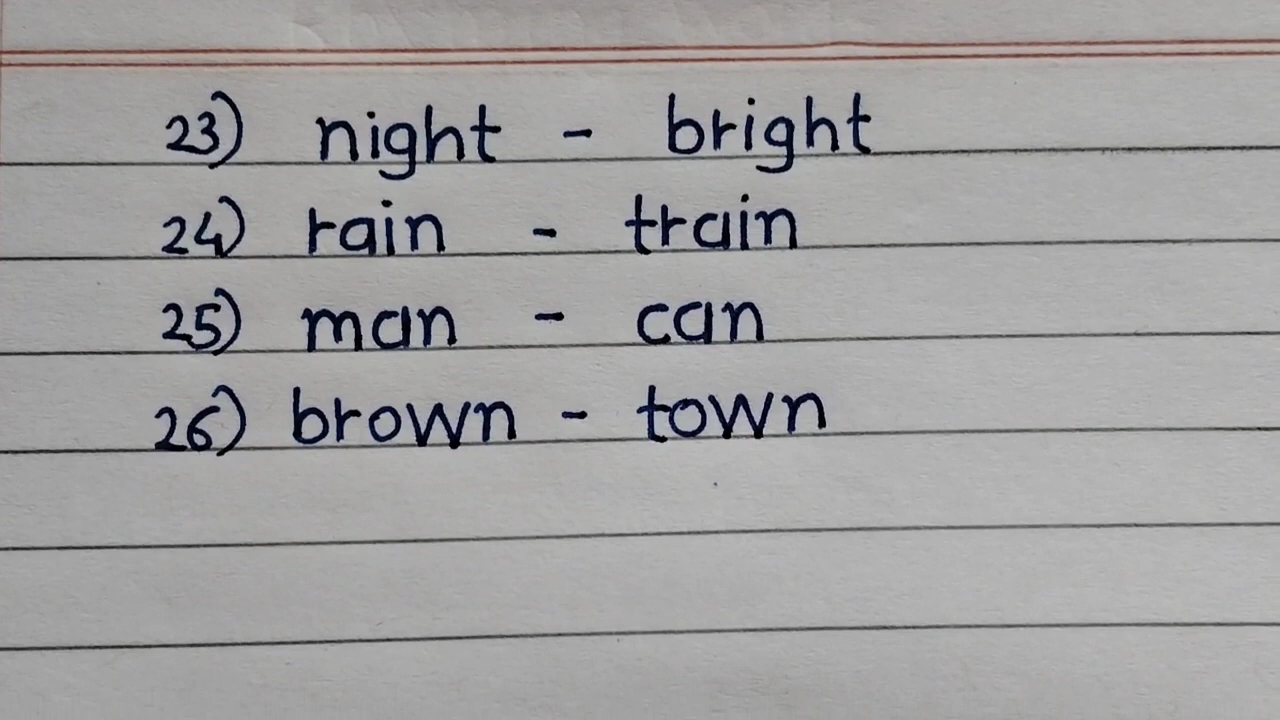 23) night - bright
24) rain - train
25) man - can
26) brown - town